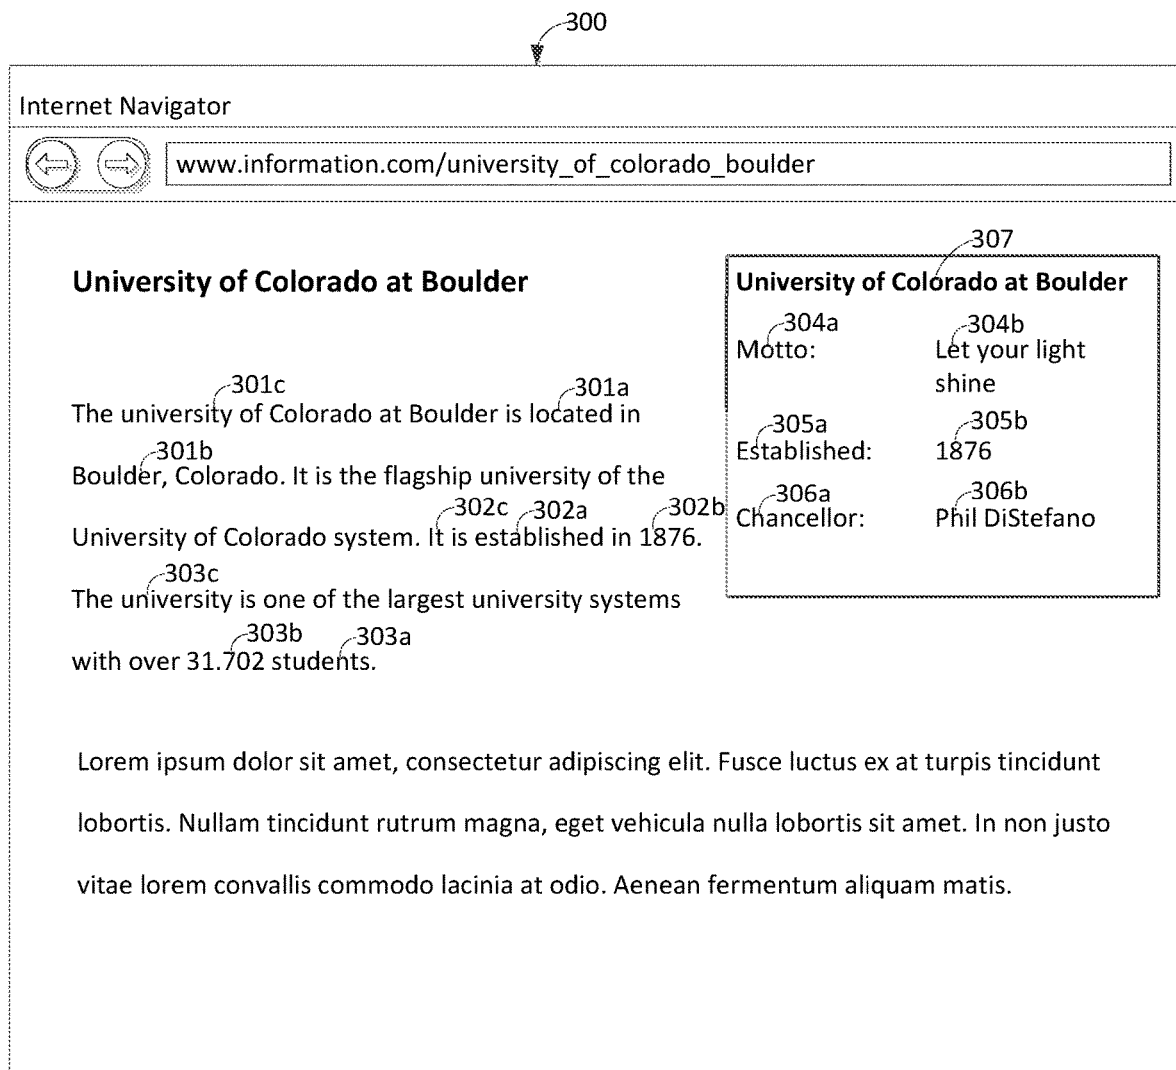 300
Internet Navigator
www.information.com/university_of_colorado_boulder
University of Colorado at Boulder
301c 301a
The university of Colorado at Boulder is located in
301b
Boulder, Colorado. It is the flagship university of the
302c 302a 302b
University of Colorado system. It is established in 1876.
303c
The university is one of the largest university systems
303b 303a
with over 31.702 students.
307
University of Colorado at Boulder
304a 304b
Motto: Let your light
shine
305a 305b
Established: 1876
306a 306b
Chancellor: Phil DiStefano
Lorem ipsum dolor sit amet, consectetur adipiscing elit. Fusce luctus ex at turpis tincidunt
lobortis. Nullam tincidunt rutrum magna, eget vehicula nulla lobortis sit amet. In non justo
vitae lorem convallis commodo lacinia at odio. Aenean fermentum aliquam matis.